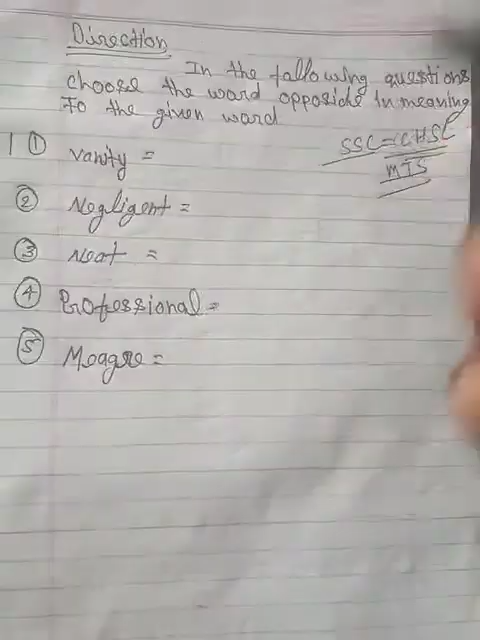 Direction
In the following questions
choose the word opposide In meaning
to the given word
SSC=CHSL
MTS
1 ① Vanity =
② Negligent =
③ Neat =
④ Professional =
⑤ Meagre =